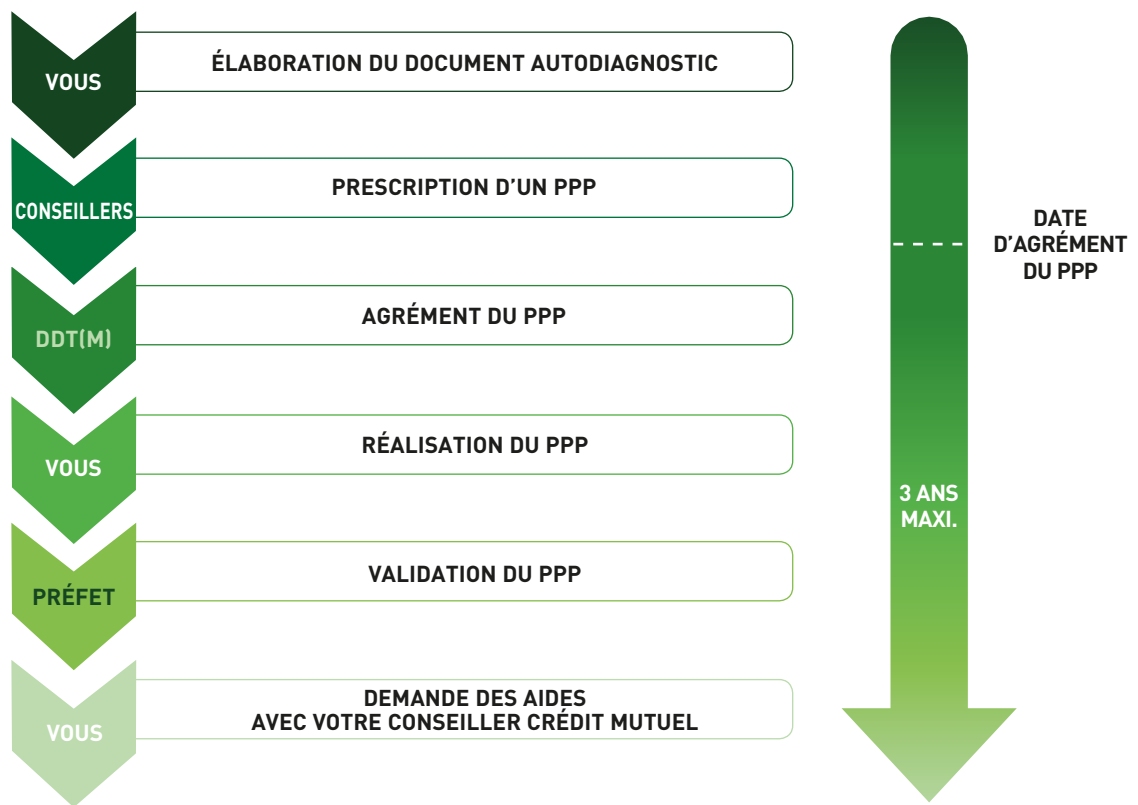 VOUS
ÉLABORATION DU DOCUMENT AUTODIAGNOSTIC
CONSEILLERS
PRESCRIPTION D'UN PPP
DATE
D'AGRÉMENT
DU PPP
DDT(M)
AGRÉMENT DU PPP
VOUS
RÉALISATION DU PPP
3 ANS
MAXI.
PRÉFET
VALIDATION DU PPP
VOUS
DEMANDE DES AIDES
AVEC VOTRE CONSEILLER CRÉDIT MUTUEL